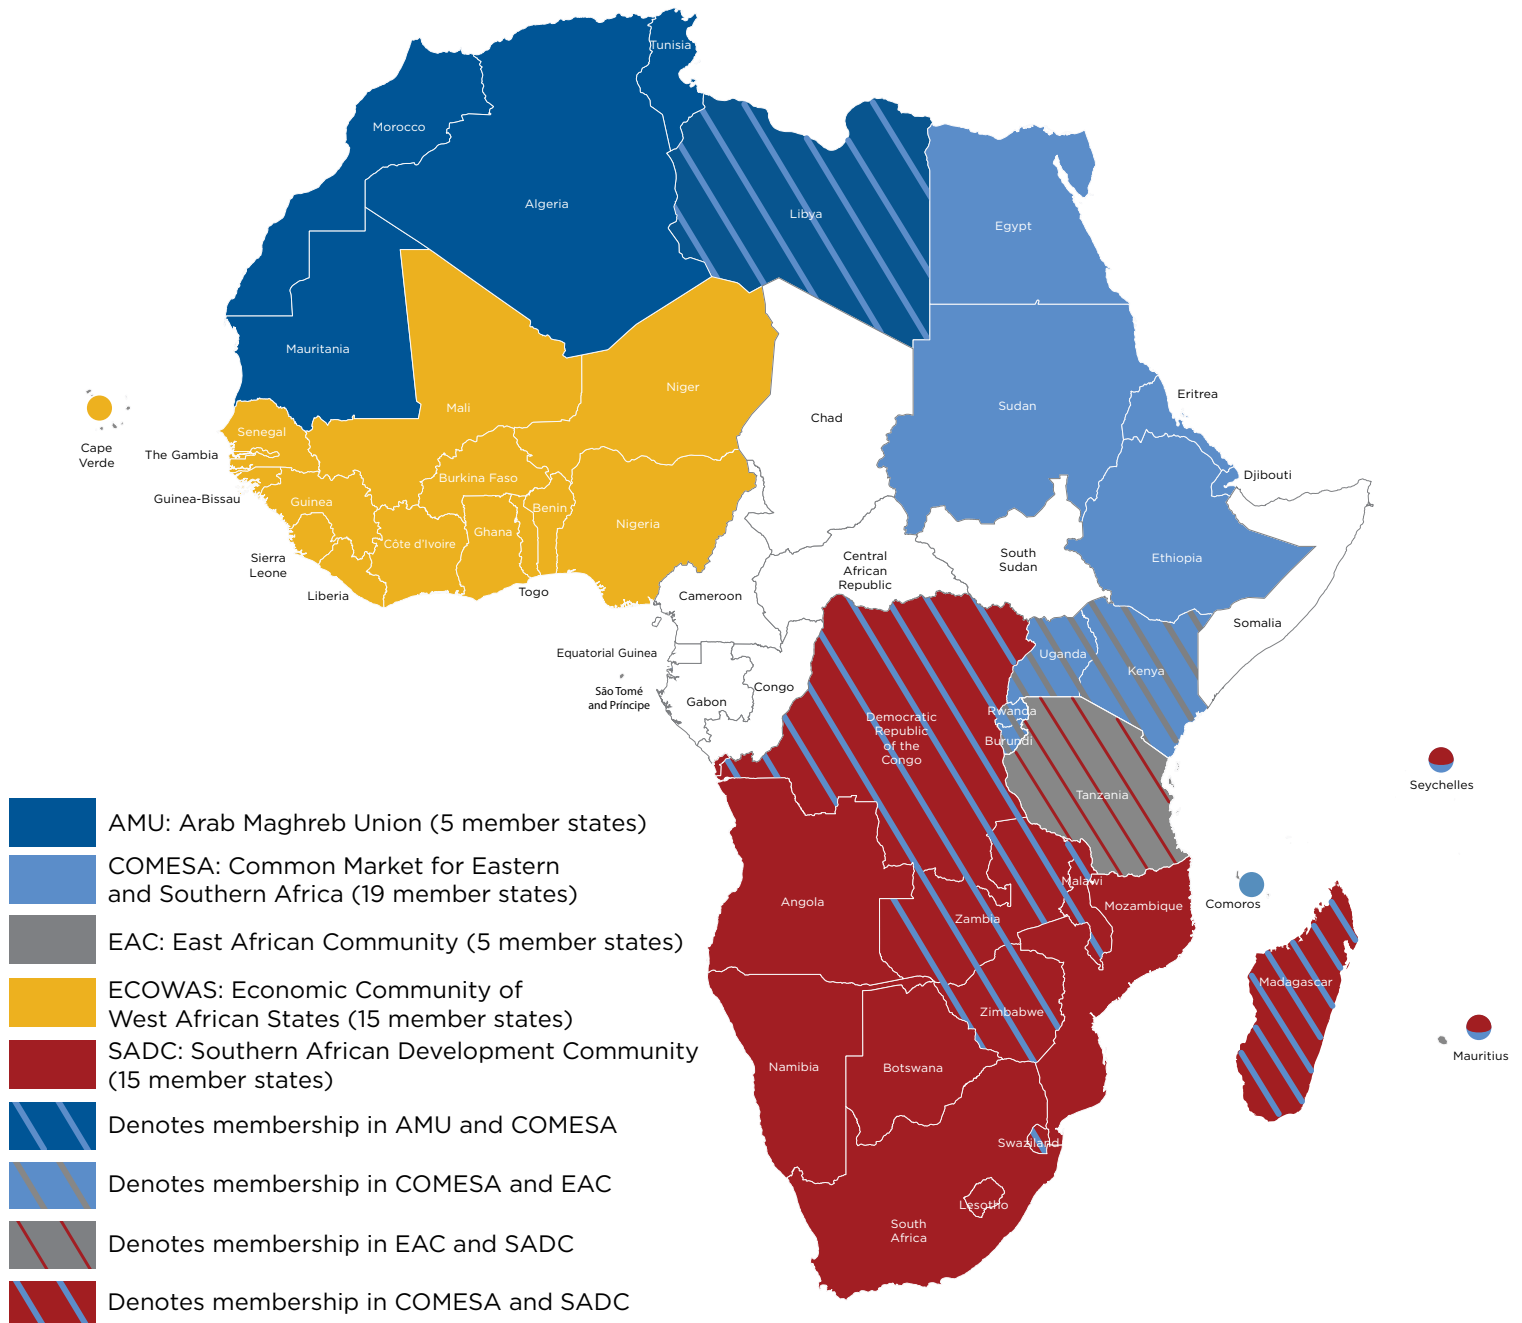 Tunisia
Morocco
Algeria
Libya
Egypt
Mauritania
Mali
Niger
Chad
Sudan
Eritrea
Cape
Verde
Senegal
The Gambia
Guinea-Bissau
Guinea
Burkina Faso
Benin
Nigeria
Ghana
Côte d'Ivoire
Sierra
Leone
Liberia
Togo
Djibouti
Ethiopia
South
Sudan
Central
African
Republic
Cameroon
Somalia
Equatorial Guinea
São Tomé
and Príncipe
Gabon
Congo
Uganda
Kenya
Rwanda
Burundi
Democratic
Republic
of the
Congo
Tanzania
Seychelles
Malawi
Mozambique
Comoros
Angola
Zambia
Madagascar
Zimbabwe
Mauritius
Namibia
Botswana
Swaziland
Lesotho
South
Africa
AMU: Arab Maghreb Union (5 member states)
COMESA: Common Market for Eastern
and Southern Africa (19 member states)
EAC: East African Community (5 member states)
ECOWAS: Economic Community of
West African States (15 member states)
SADC: Southern African Development Community
(15 member states)
Denotes membership in AMU and COMESA
Denotes membership in COMESA and EAC
Denotes membership in EAC and SADC
Denotes membership in COMESA and SADC